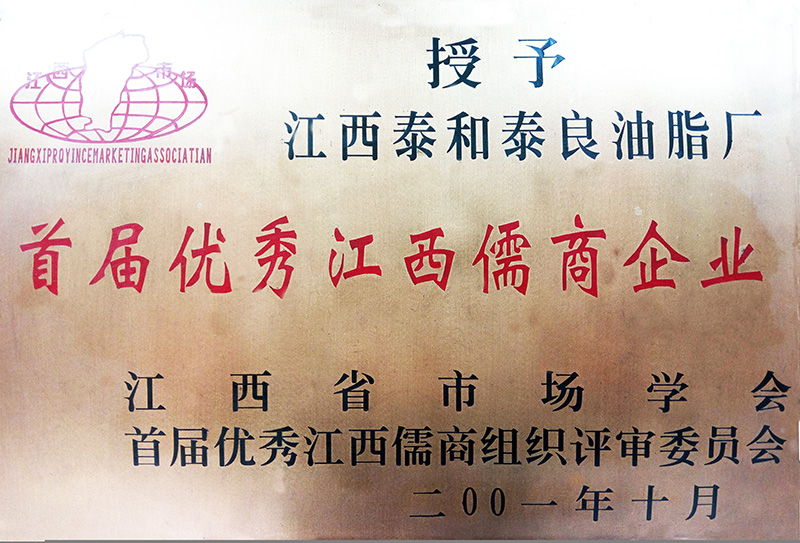 授予
江西市场
JIANGXIPROYINCEMARKETINGASSOCIATIAN
江西泰和泰良油脂厂
首届优秀江西儒商企业
江西省市场学会
首届优秀江西儒商组织评审委员会
二00一年十月